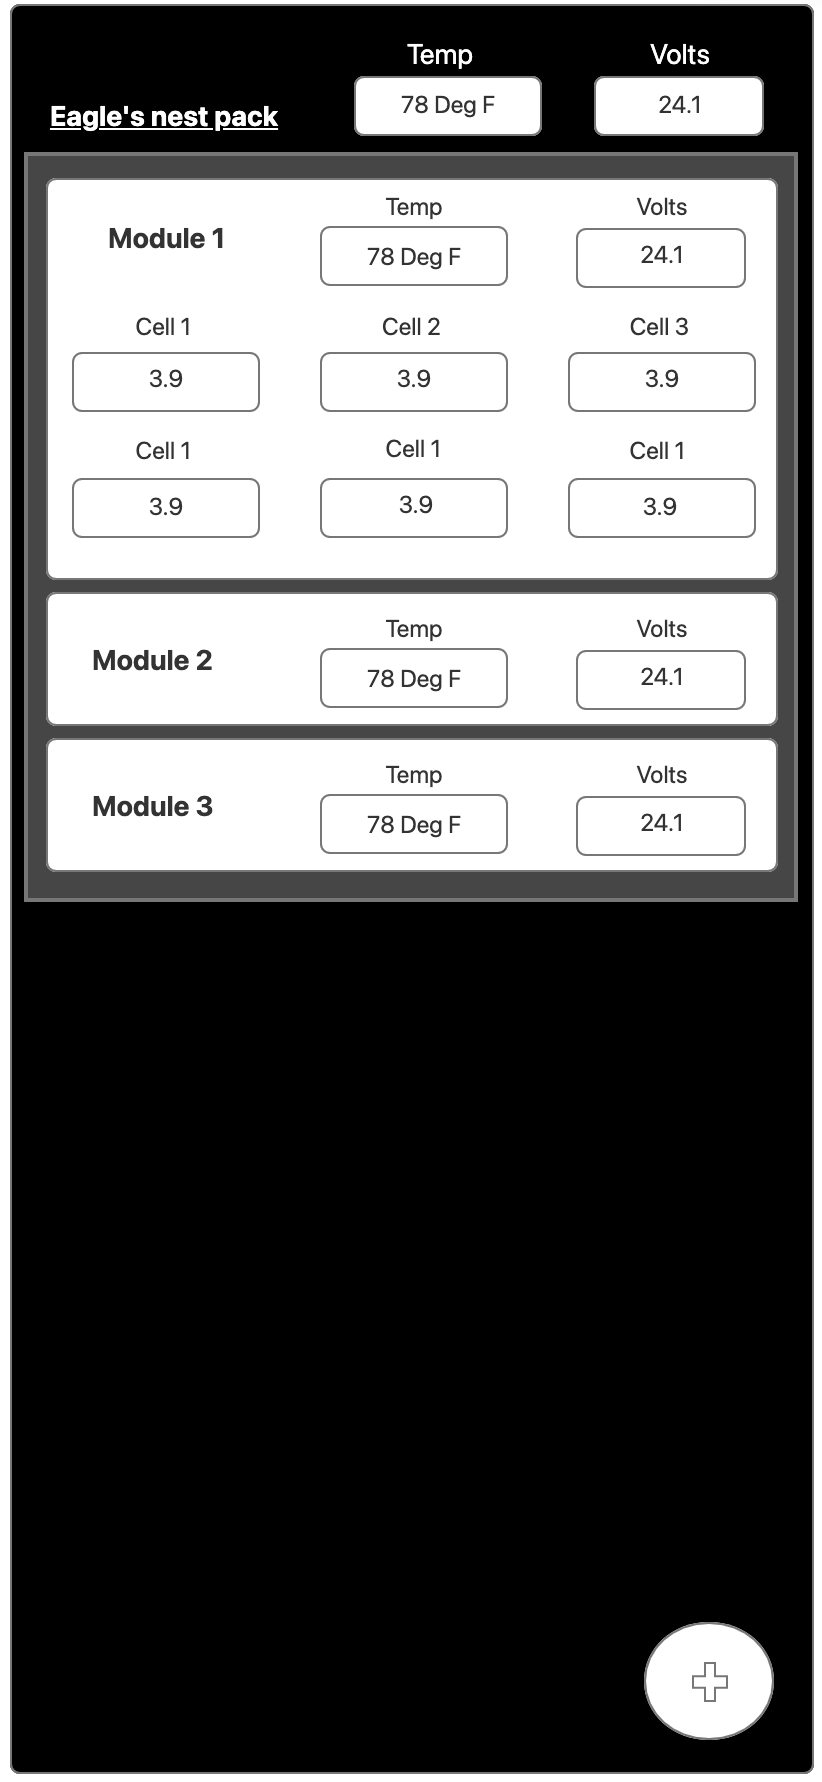 Temp Volts
Eagle's nest pack 78 Deg F 24.1
Temp Volts
Module 1 78 Deg F 24.1
Cell 1 Cell 2 Cell 3
3.9 3.9 3.9
Cell 1 Cell 1 Cell 1
3.9 3.9 3.9
Temp Volts
Module 2 78 Deg F 24.1
Temp Volts
Module 3 78 Deg F 24.1